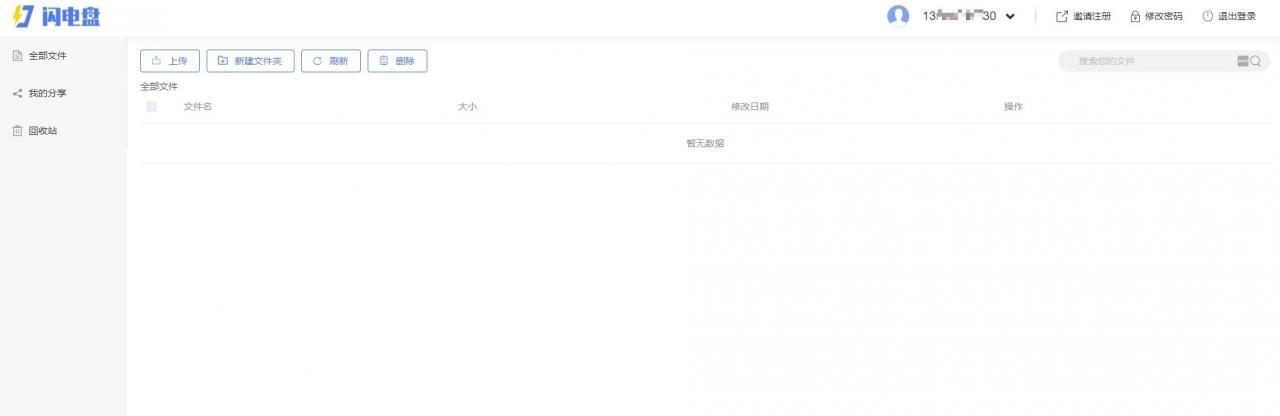 闪电盘
13 30
邀请注册
修改密码
退出登录
全部文件
我的分享
回收站
上传
新建文件夹
刷新
删除
搜索您的文件
全部文件
文件名 大小 修改日期 操作
暂无数据